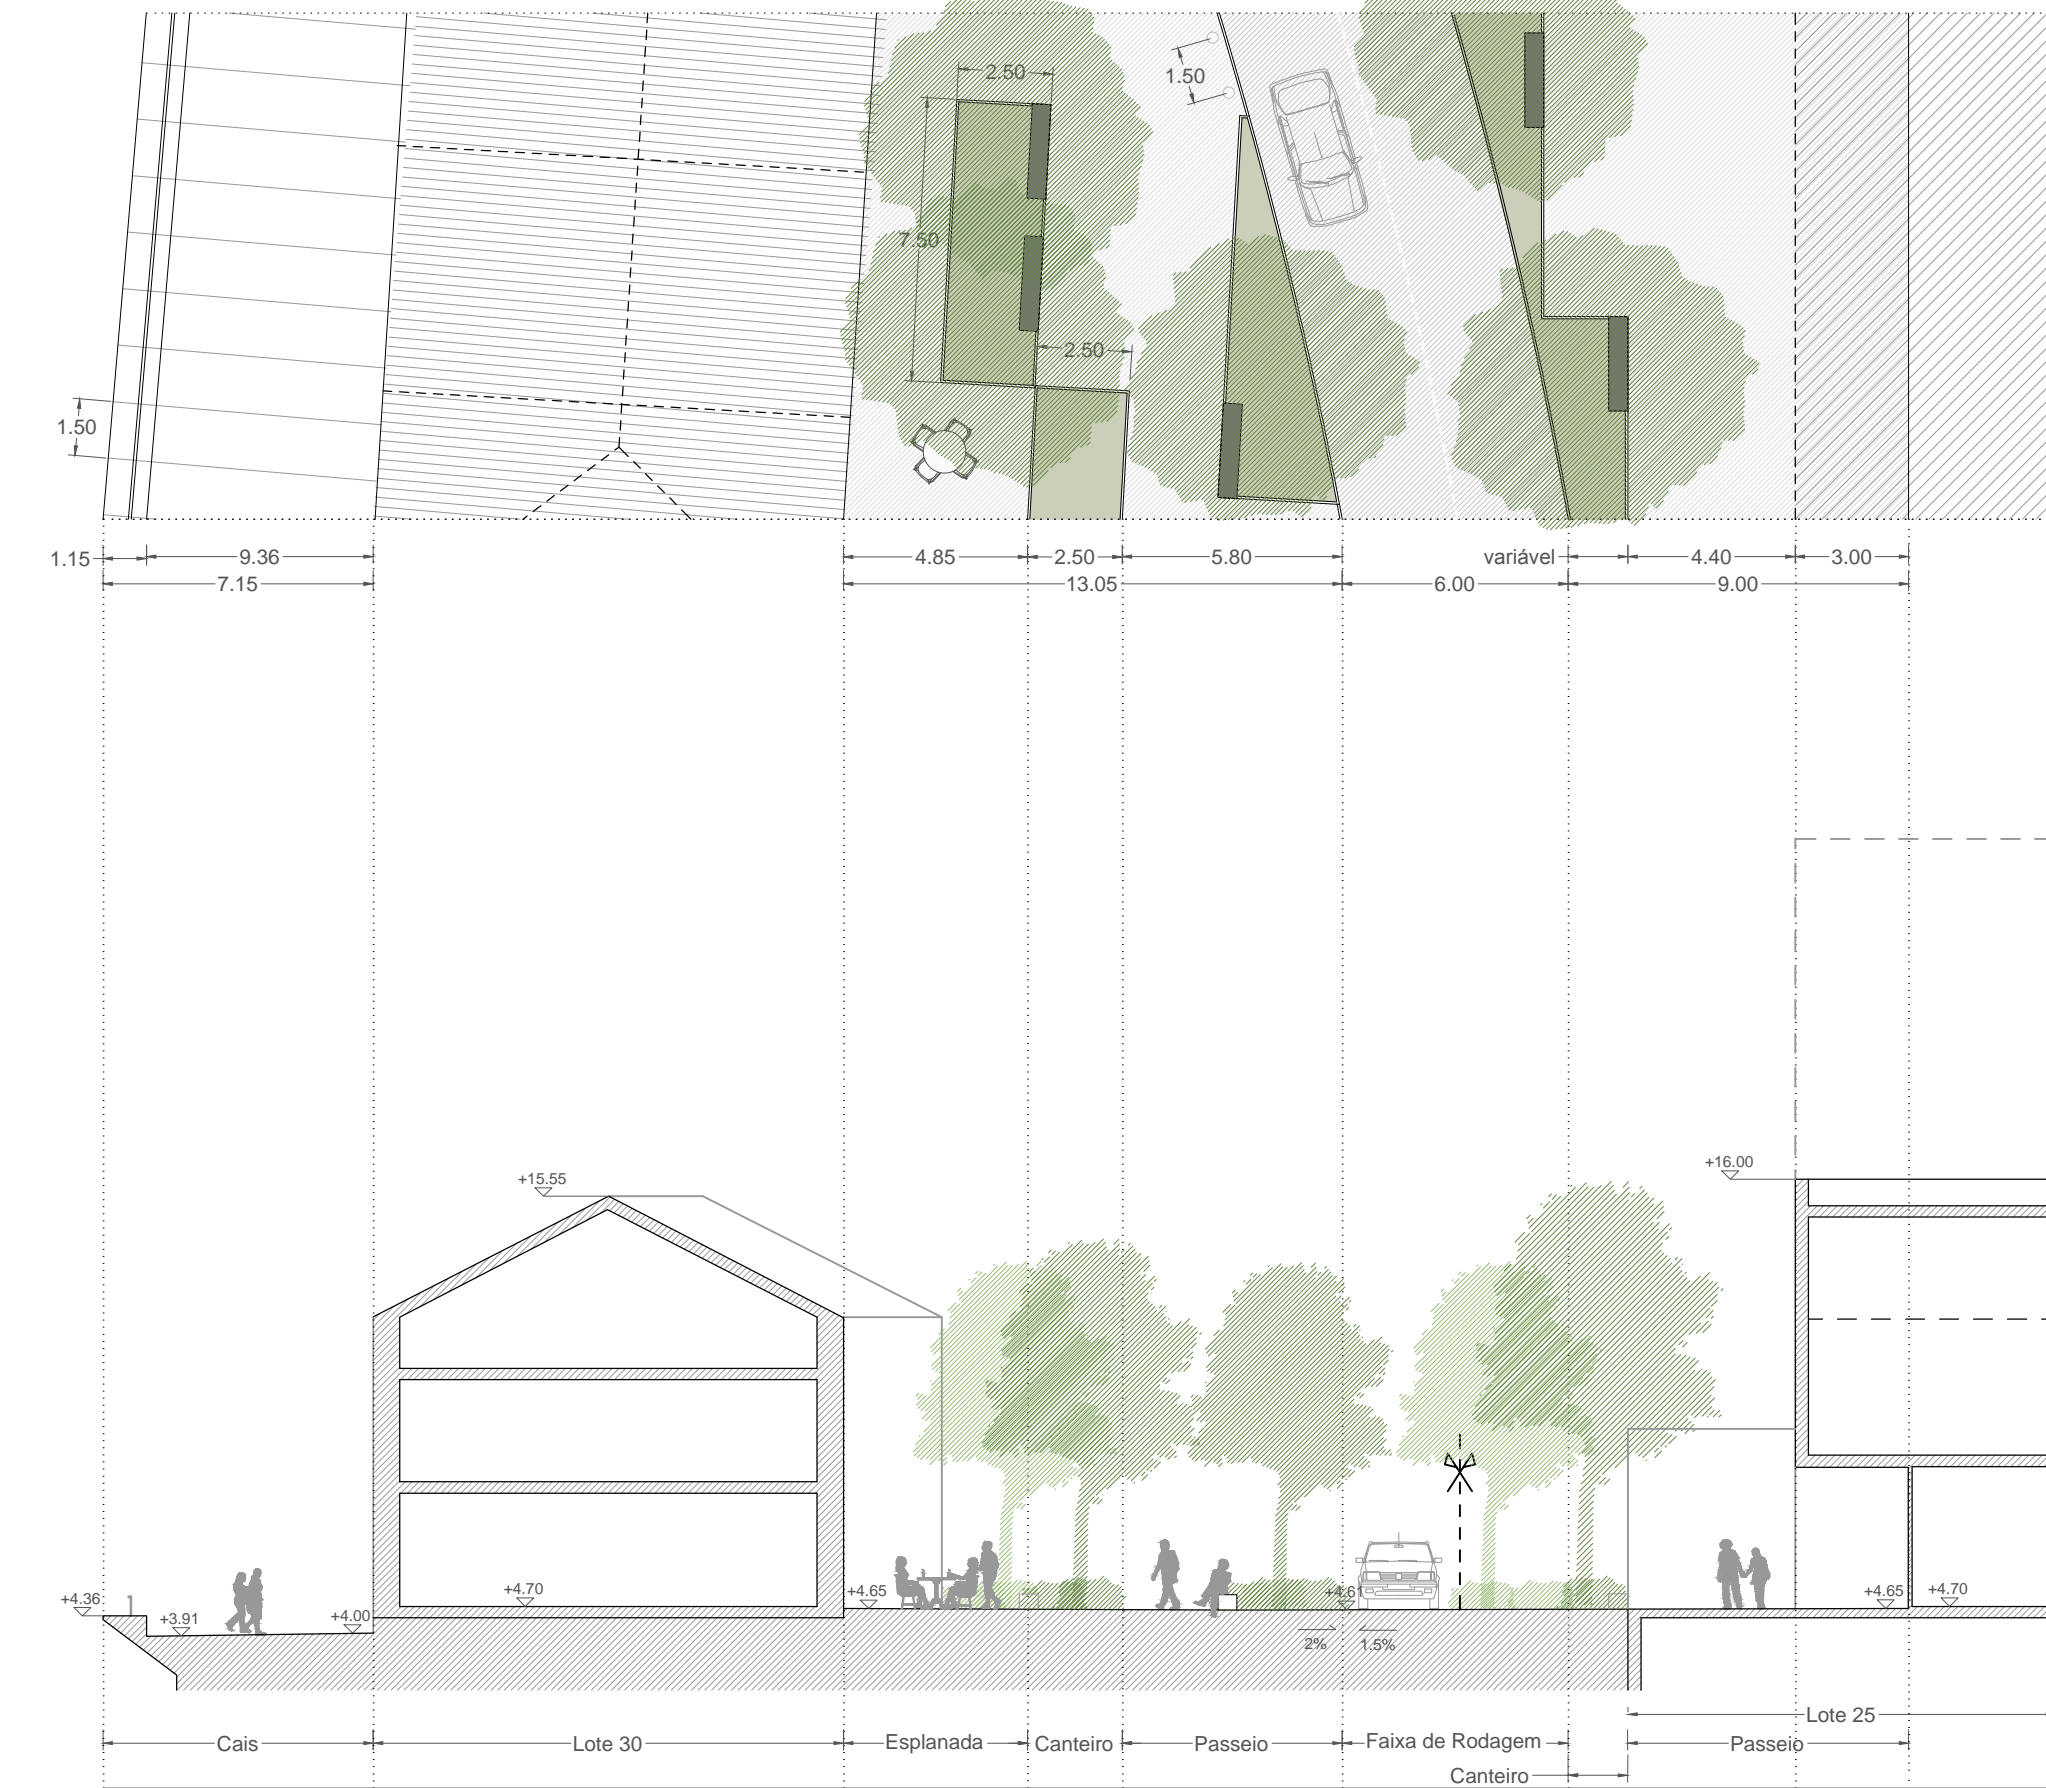 2.50
1.50
7.50
2.50
1.50
1.15 9.36 4.85 2.50 5.80 variável 4.40 3.00
7.15 13.05 6.00 9.00
+16.00
+15.55
+4.36 +3.91 +4.00 +4.70 +4.65 +4.61 +4.65 +4.70
2% 1.5%
Lote 25
Cais Lote 30 Esplanada Canteiro Passeio Faixa de Rodagem Passeio
Canteiro